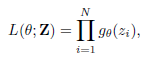 L(θ; Z) = ∏_{i=1}^{N} g_θ(z_i),